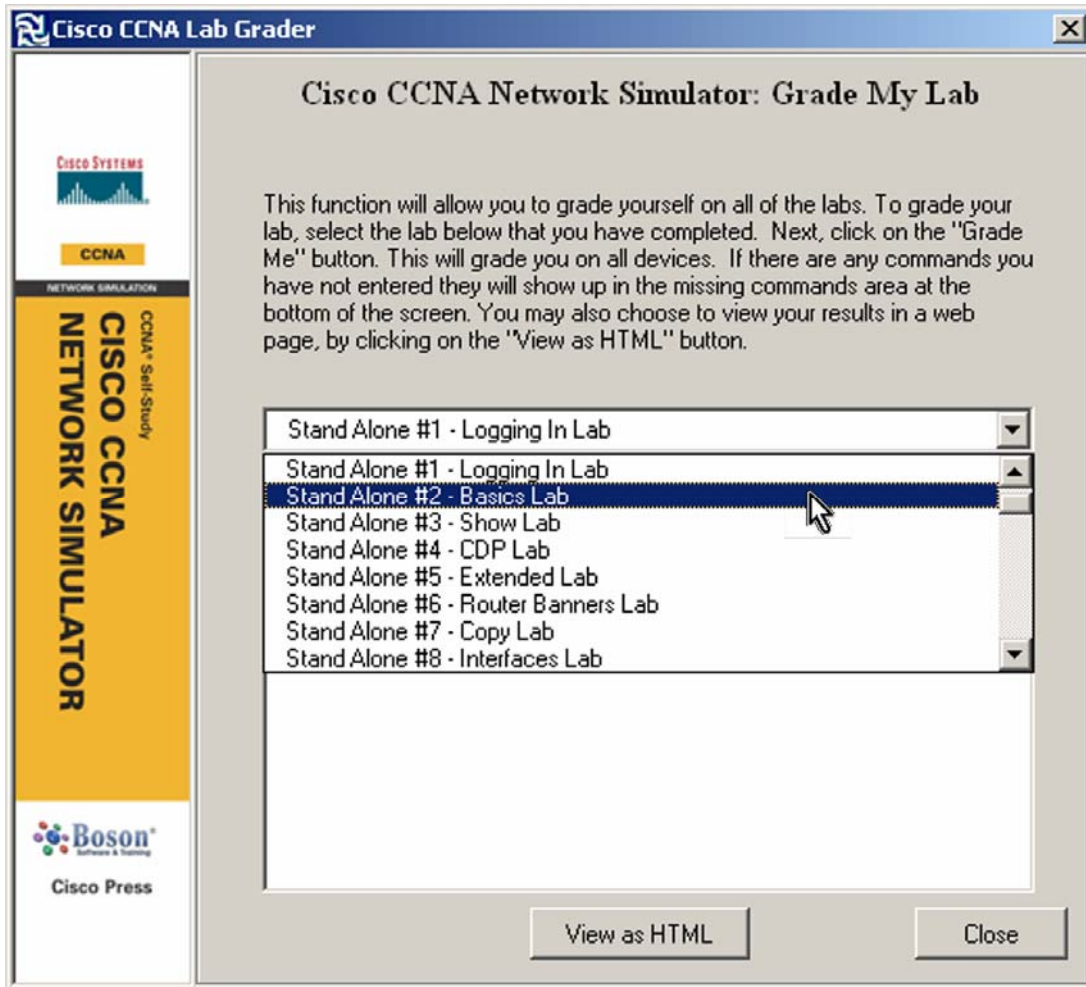 Cisco CCNA Lab Grader
CISCO SYSTEMS
CCNA
NETWORK SIMULATION
CCNA® Self-Study
CISCO CCNA
NETWORK SIMULATOR
Boson®
Software & Training
Cisco Press
Cisco CCNA Network Simulator: Grade My Lab
This function will allow you to grade yourself on all of the labs. To grade your
lab, select the lab below that you have completed.  Next, click on the "Grade
Me" button. This will grade you on all devices.  If there are any commands you
have not entered they will show up in the missing commands area at the
bottom of the screen. You may also choose to view your results in a web
page, by clicking on the "View as HTML" button.
Stand Alone #1 - Logging In Lab
Stand Alone #1 - Logging In Lab
Stand Alone #2 - Basics Lab
Stand Alone #3 - Show Lab
Stand Alone #4 - CDP Lab
Stand Alone #5 - Extended Lab
Stand Alone #6 - Router Banners Lab
Stand Alone #7 - Copy Lab
Stand Alone #8 - Interfaces Lab
View as HTML
Close